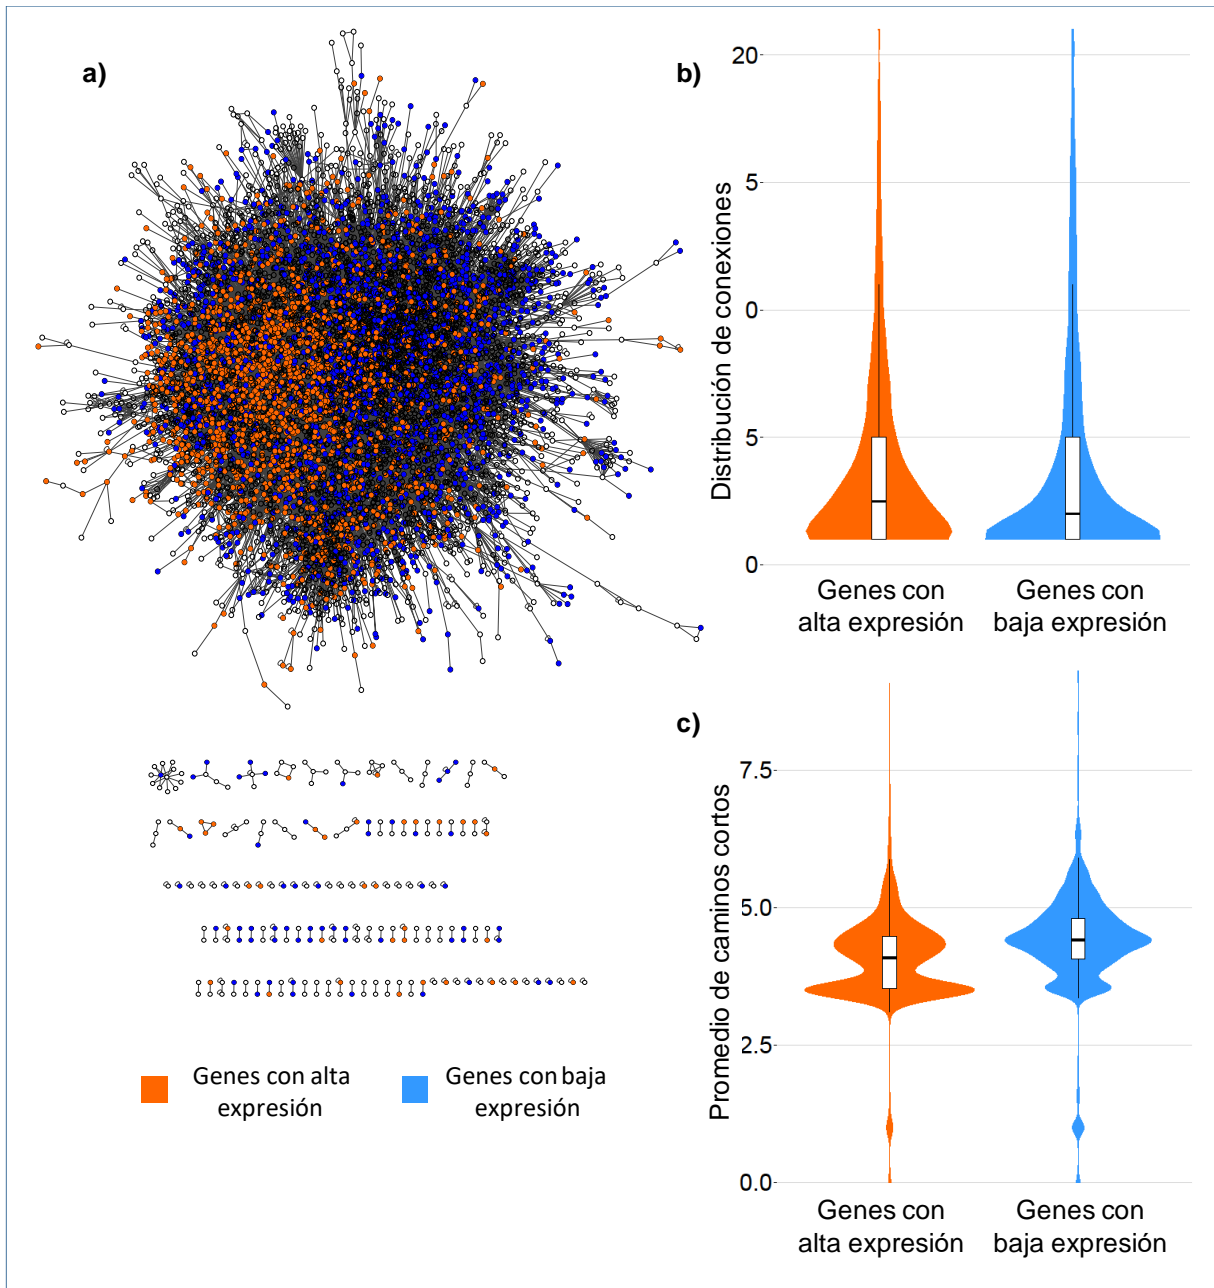 a)
b)
Distribución de conexiones
20
5
0
5
0
Genes con
alta expresión
Genes con
baja expresión
c)
Promedio de caminos cortos
7.5
5.0
2.5
0.0
Genes con
alta expresión
Genes con
baja expresión
Genes con alta
expresión
Genes con baja
expresión